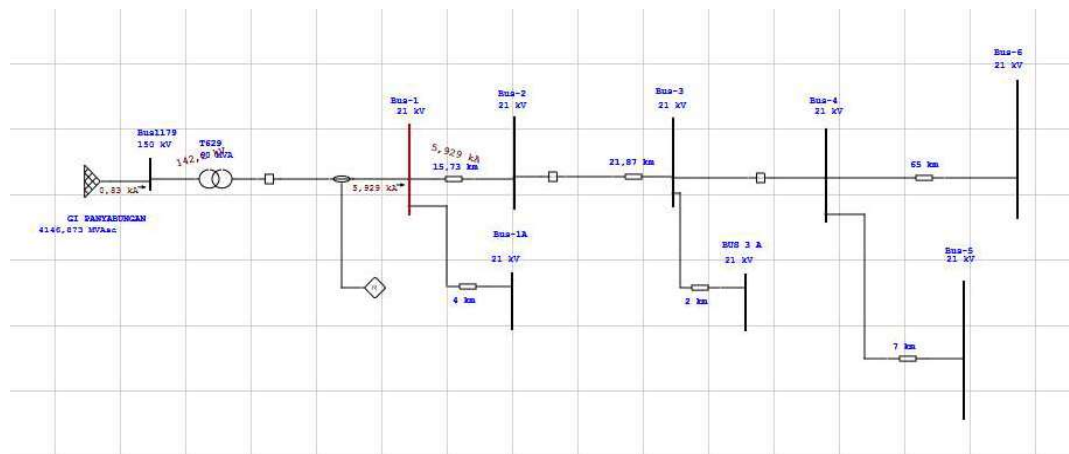 Bus1179
150 kV
T629
142,
0,83 kA
GI PANYABUNGAN
4146,873 MVAsc
Bus-1
21 kV
5,929 kA
5,929 kA
15,73 km
Bus-2
21 kV
Bus-1A
21 kV
4 km
21,87 km
Bus-3
21 kV
BUS 3 A
21 kV
2 km
Bus-4
21 kV
65 km
Bus-6
21 kV
Bus-5
21 kV
7 km